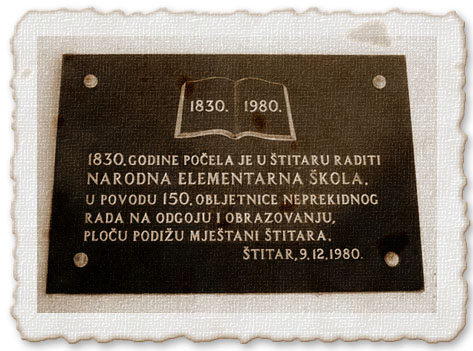 1830. 1980.
1830. GODINE POČELA JE U ŠTITARU RADITI
NARODNA ELEMENTARNA ŠKOLA.
U POVODU 150. OBLJETNICE NEPREKIDNOG
RADA NA ODGOJU I OBRAZOVANJU,
PLOČU PODIŽU MJEŠTANI ŠTITARA.
ŠTITAR, 9.12.1980.